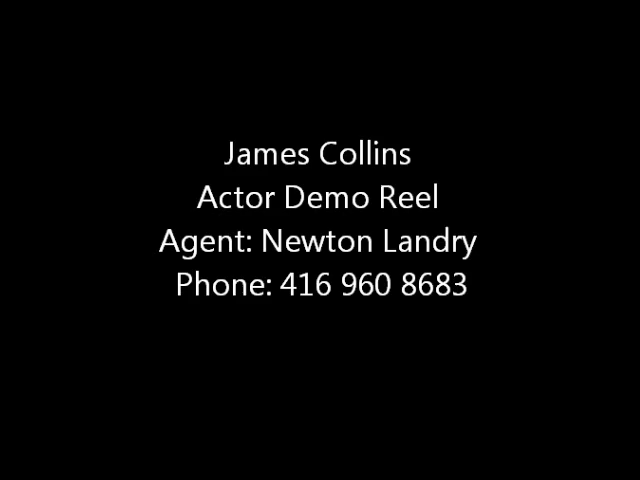 James Collins
Actor Demo Reel
Agent: Newton Landry
Phone: 416 960 8683